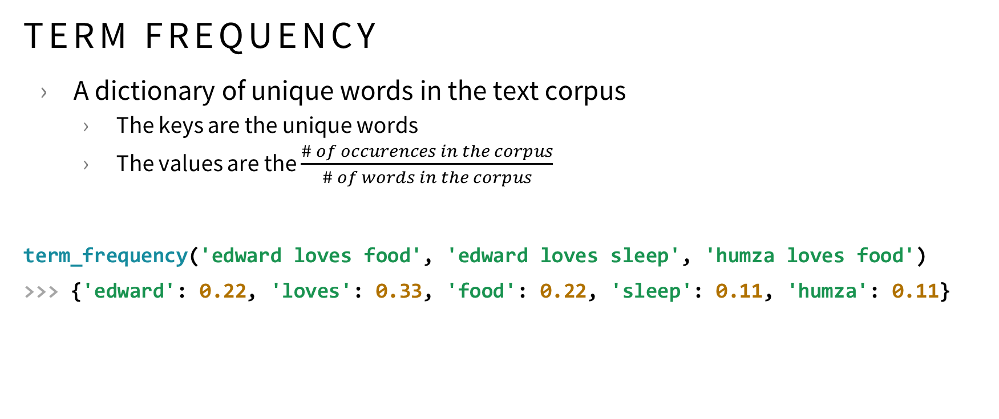 TERM FREQUENCY
› A dictionary of unique words in the text corpus
› The keys are the unique words
› The values are the # of occurences in the corpus
# of words in the corpus
term_frequency('edward loves food', 'edward loves sleep', 'humza loves food')
>>> {'edward': 0.22, 'loves': 0.33, 'food': 0.22, 'sleep': 0.11, 'humza': 0.11}